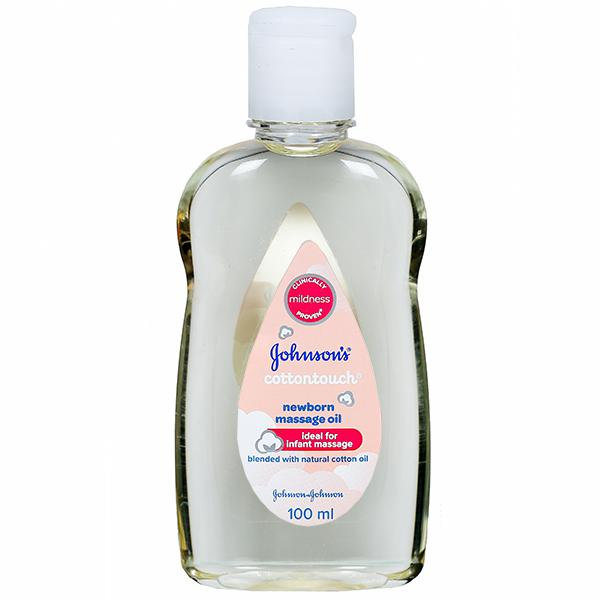 CLINICALLY
mildness
PROVEN*
Johnson's®
cottontouch®
newborn
massage oil
ideal for
infant massage
blended with natural cotton oil
Johnson&Johnson
100 ml